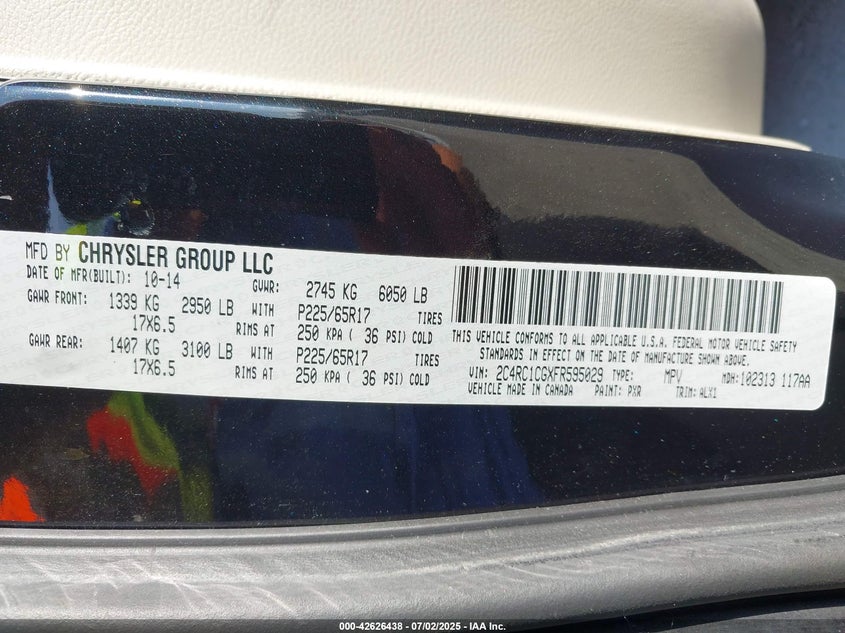 MFD BY CHRYSLER GROUP LLC
DATE OF MFR(BUILT): 10-14 GVWR: 2745 KG 6050 LB
GAWR FRONT: 1339 KG 2950 LB WITH P225/65R17 TIRES
17X6.5 RIMS AT 250 KPA ( 36 PSI) COLD
GAWR REAR: 1407 KG 3100 LB WITH P225/65R17 TIRES
17X6.5 RIMS AT 250 KPA ( 36 PSI) COLD
THIS VEHICLE CONFORMS TO ALL APPLICABLE U.S.A. FEDERAL MOTOR VEHICLE SAFETY
STANDARDS IN EFFECT ON THE DATE OF MANUFACTURE SHOWN ABOVE.
VIN: 2C4RC1CGXFR595029 TYPE: MPV MDH:102313 117AA
VEHICLE MADE IN CANADA PAINT: PXR TRIM: ALX1
000-42626438 - 07/02/2025 - IAA Inc.